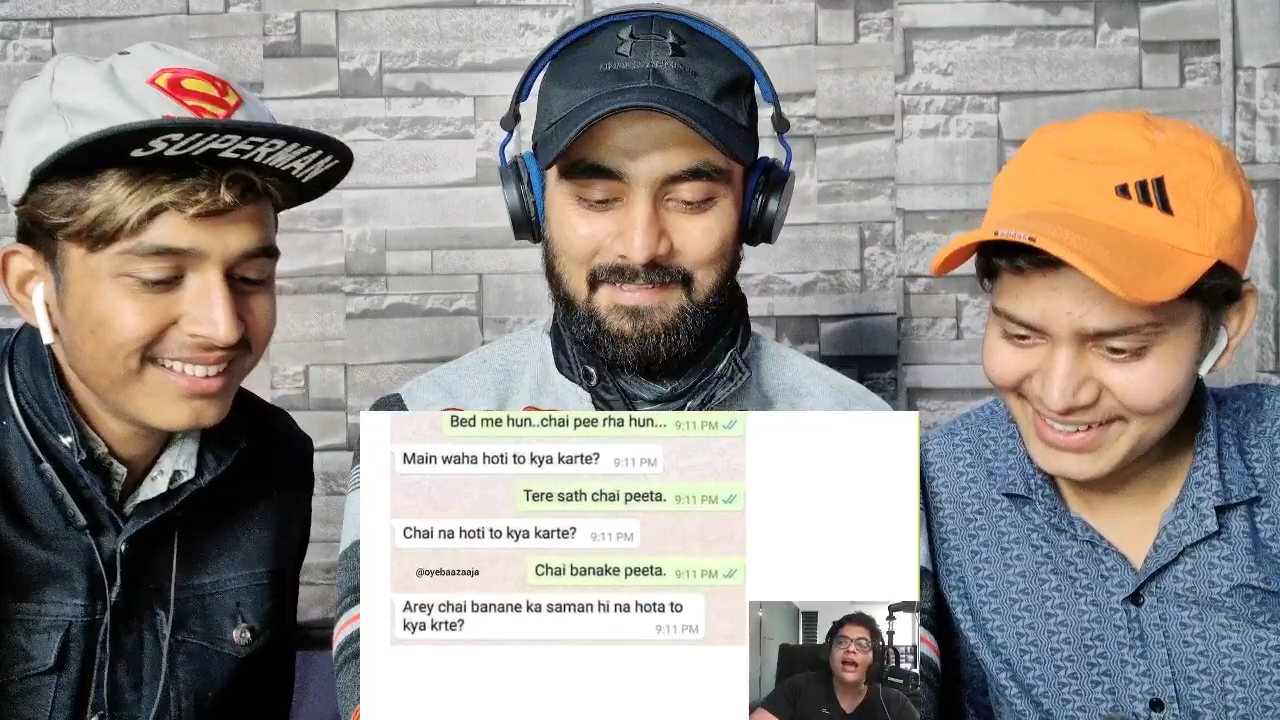 SUPERMAN
UNDER ARMOUR
Bed me hun..chai pee rha hun... 9:11 PM
Main waha hoti to kya karte? 9:11 PM
Tere sath chai peeta. 9:11 PM
Chai na hoti to kya karte? 9:11 PM
@oyebaazaaja
Chai banake peeta. 9:11 PM
Arey chai banane ka saman hi na hota to
kya krte? 9:11 PM